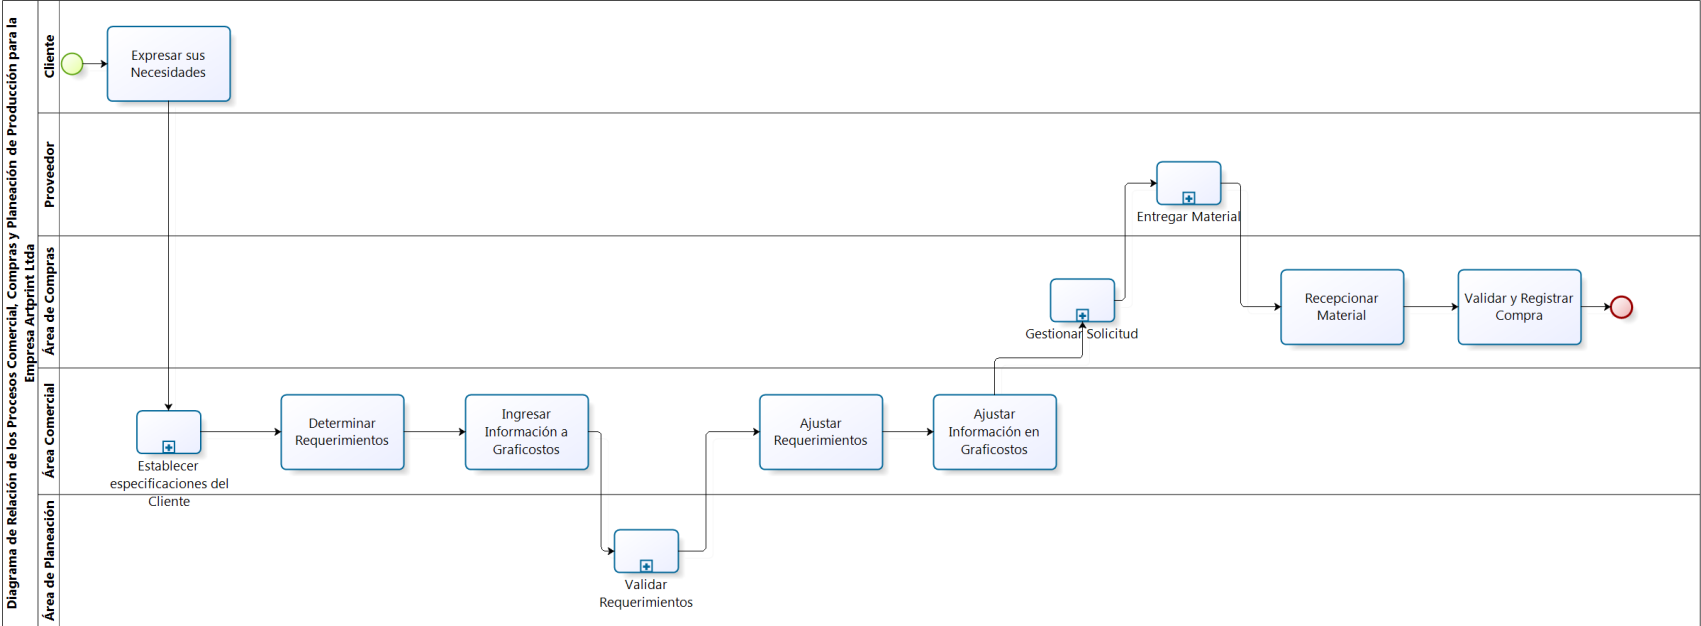 Diagrama de Relación de los Procesos Comercial, Compras y Planeación de Producción para la
Empresa Artprint Ltda
Cliente
Expresar sus
Necesidades
Proveedor
Entregar Material
Área de Compras
Gestionar Solicitud
Recepcionar
Material
Validar y Registrar
Compra
Área Comercial
Establecer
especificaciones del
Cliente
Determinar
Requerimientos
Ingresar
Información a
Graficostos
Ajustar
Requerimientos
Ajustar
Información en
Graficostos
Área de Planeación
Validar
Requerimientos